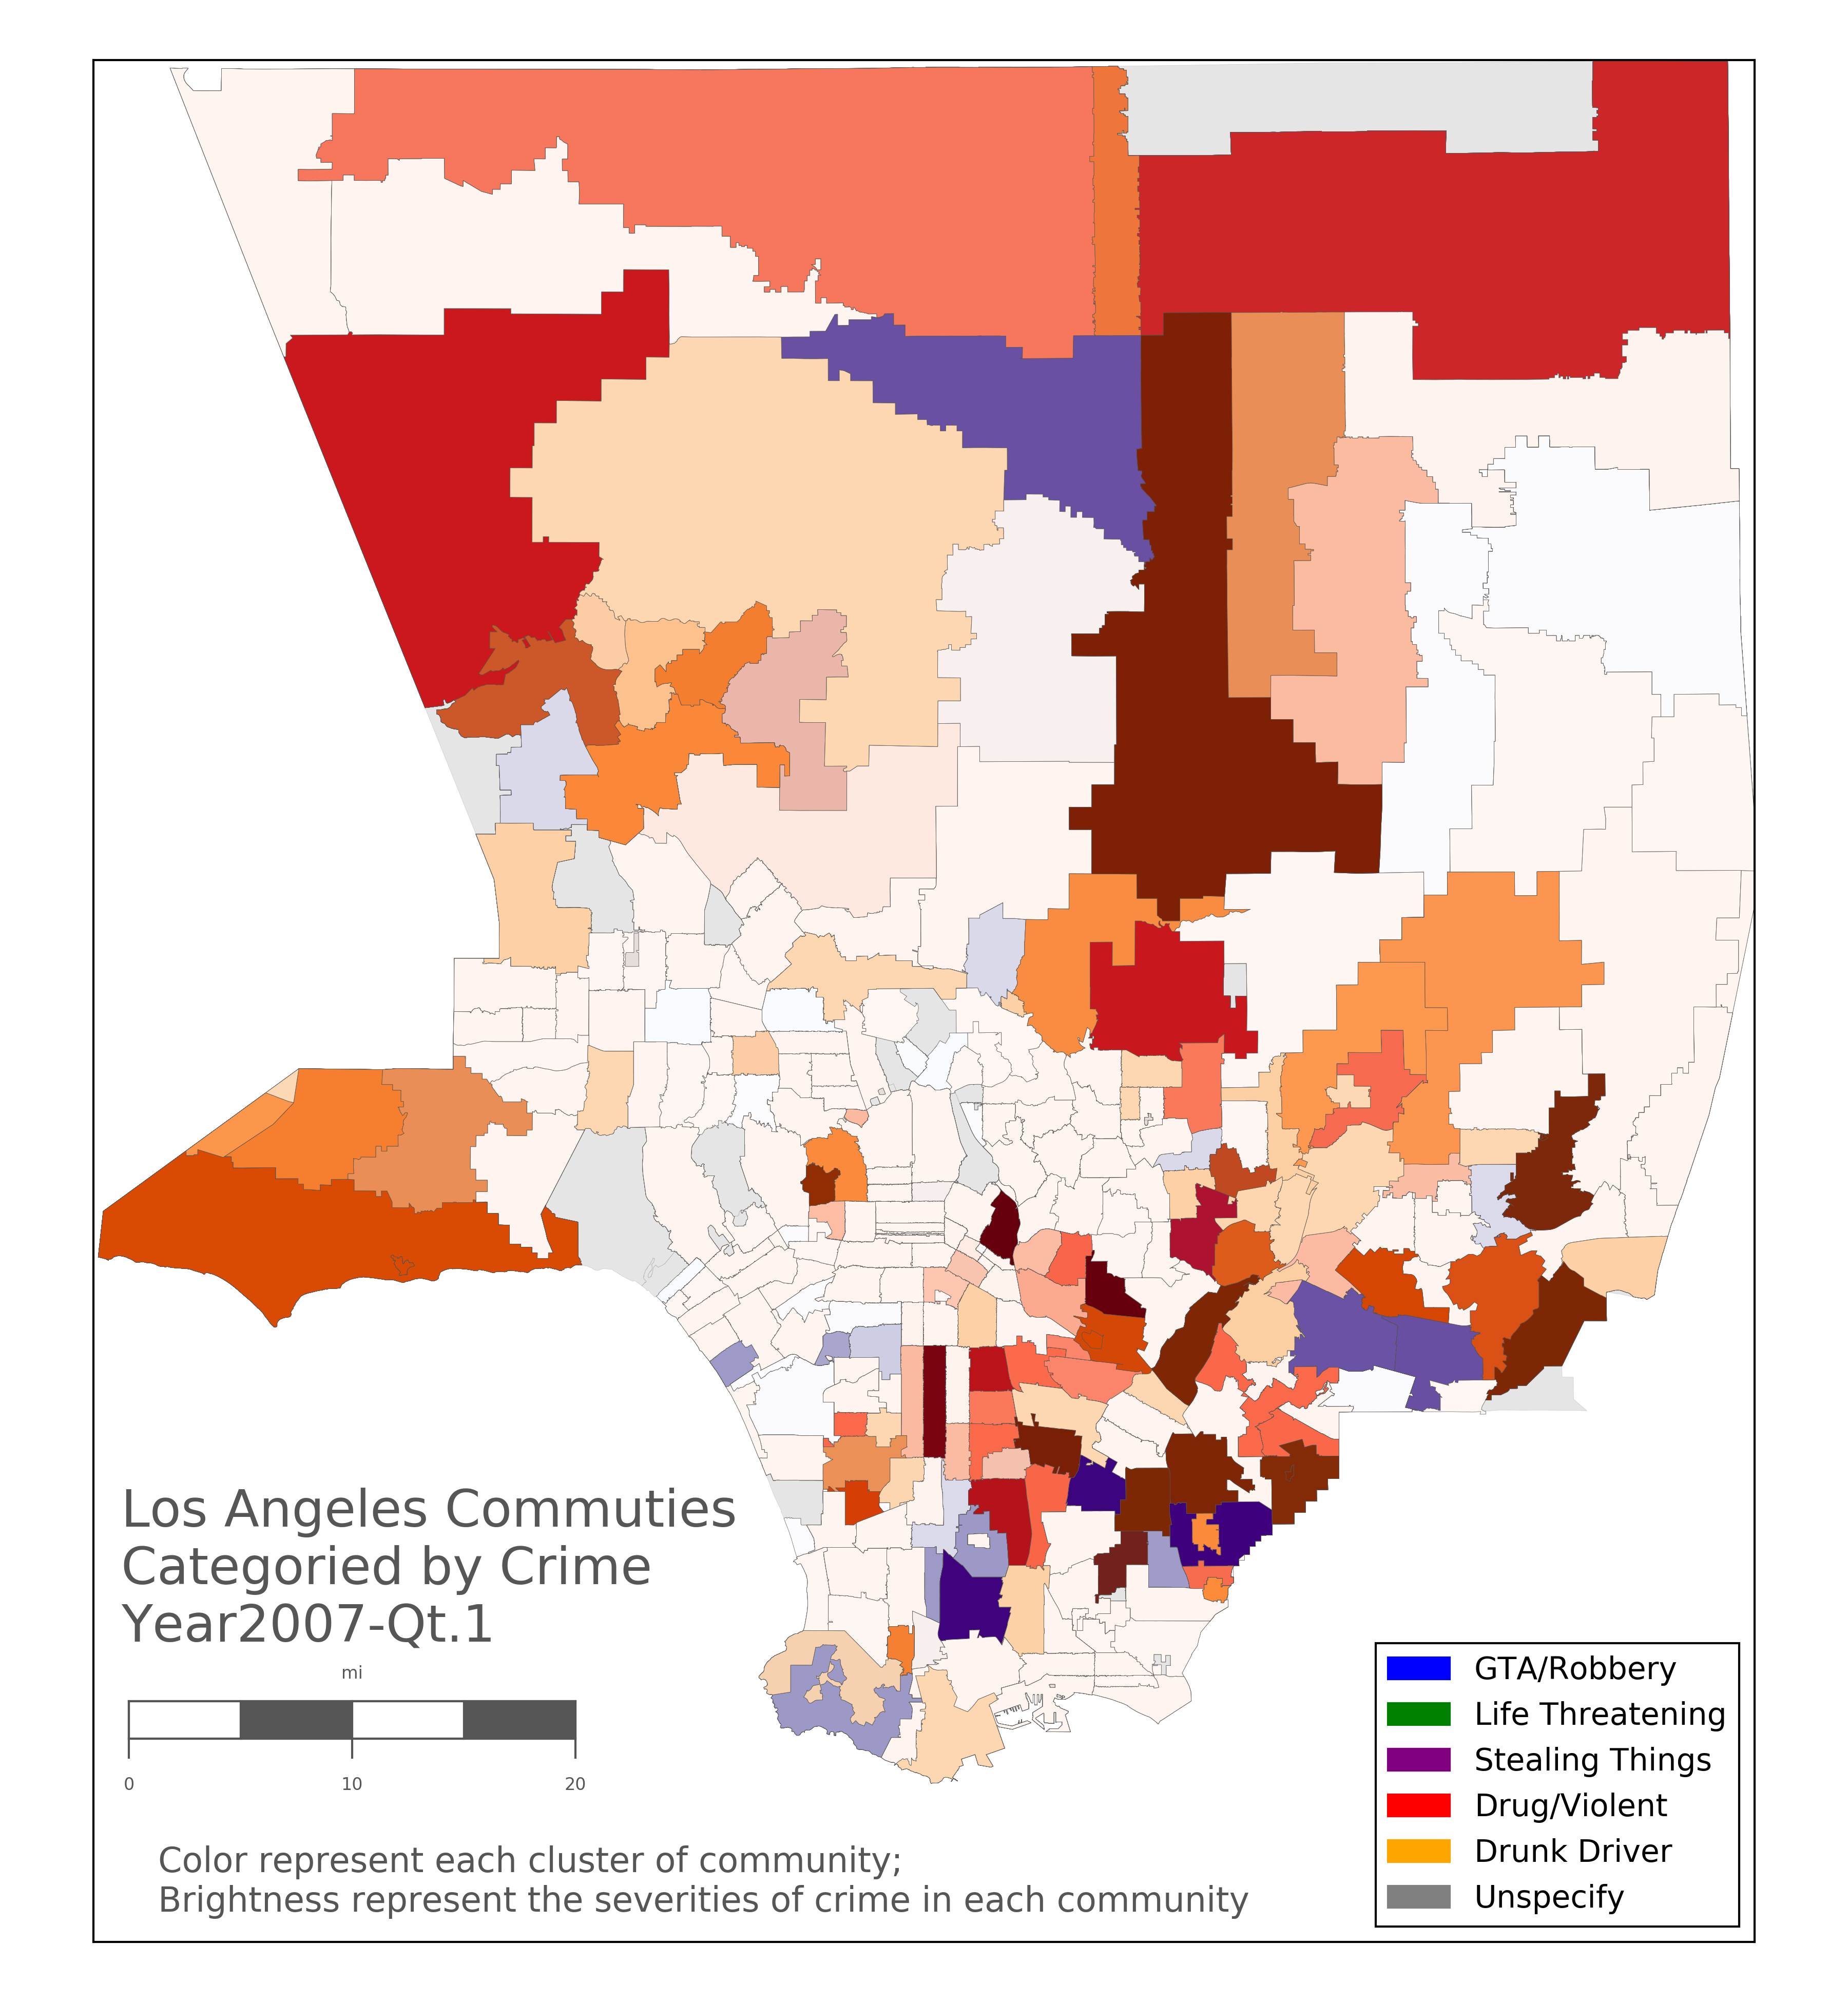 Los Angeles Commuties
Categoried by Crime
Year2007-Qt.1
mi
0 10 20
Color represent each cluster of community;
Brightness represent the severities of crime in each community
GTA/Robbery
Life Threatening
Stealing Things
Drug/Violent
Drunk Driver
Unspecify